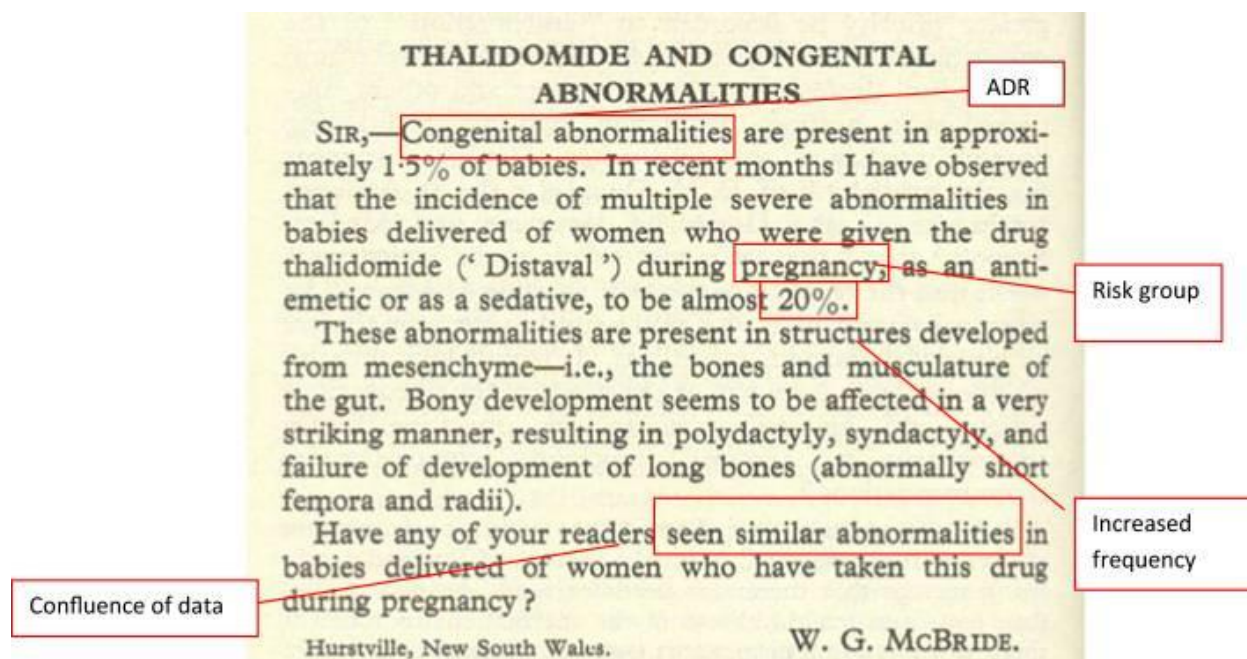 THALIDOMIDE AND CONGENITAL
ABNORMALITIES
ADR
SIR,—Congenital abnormalities are present in approxi-
mately 1·5% of babies. In recent months I have observed
that the incidence of multiple severe abnormalities in
babies delivered of women who were given the drug
thalidomide (‘ Distaval ’) during pregnancy, as an anti-
emetic or as a sedative, to be almost 20%.
Risk group
These abnormalities are present in structures developed
from mesenchyme—i.e., the bones and musculature of
the gut. Bony development seems to be affected in a very
striking manner, resulting in polydactyly, syndactyly, and
failure of development of long bones (abnormally short
femora and radii).
Have any of your readers seen similar abnormalities in
babies delivered of women who have taken this drug
during pregnancy ?
Increased
frequency
Confluence of data
Hurstville, New South Wales.
W. G. MCBRIDE.